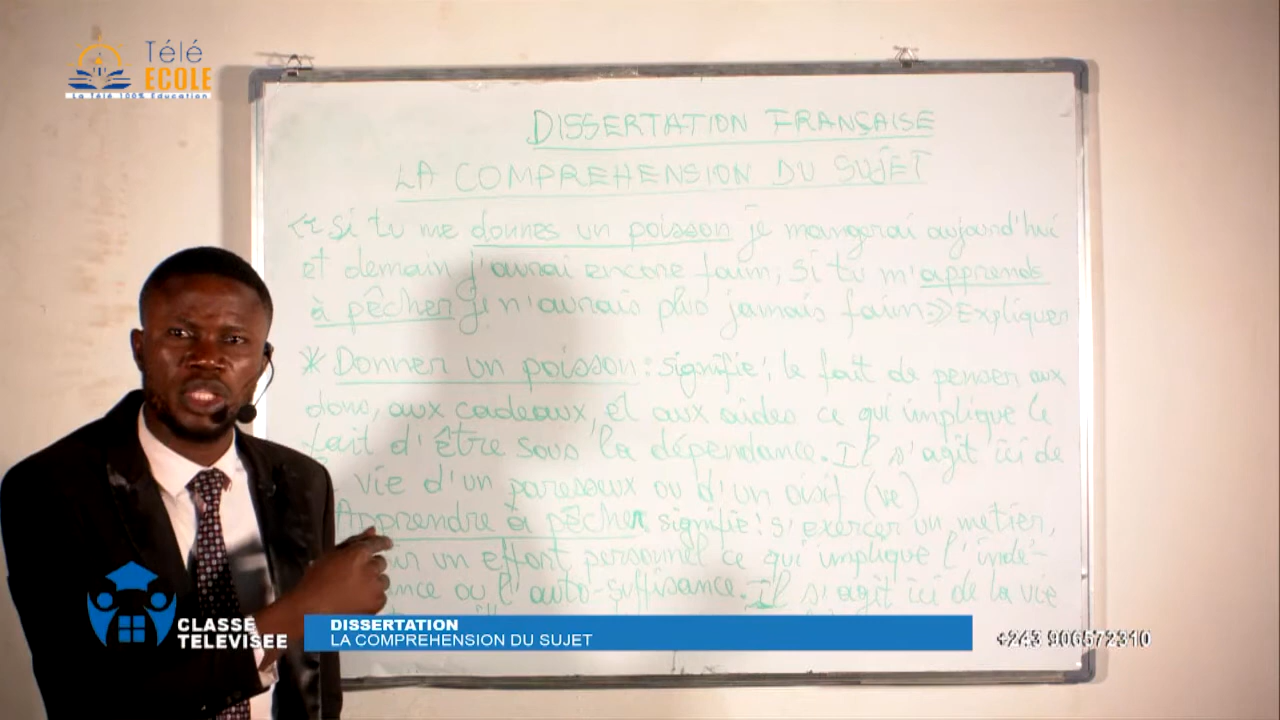 Télé
ECOLE
La Télé 100% Education
DISSERTATION FRANÇAISE
LA COMPREHENSION DU SUJET
<< Si tu me donnes un poisson je mangerai aujourd'hui
et demain j'aurai encore faim, si tu m'apprends
à pêcher je n'aurais plus jamais faim>> Expliquer
* Donner un poisson : signifie : le fait de penser aux
dons, aux cadeaux, et aux aides ce qui implique le
fait d'être sous la dépendance. Il s'agit ici de
vie d'un paresseux ou d'un oisif (ve)
Apprendre à pêcher signifie : s'exercer un métier,
un effort personnel ce qui implique l'indé-
ance ou l'auto-suffisance. Il s'agit ici de la vie
CLASSE
TELEVISEE
DISSERTATION
LA COMPREHENSION DU SUJET
+243 906572310